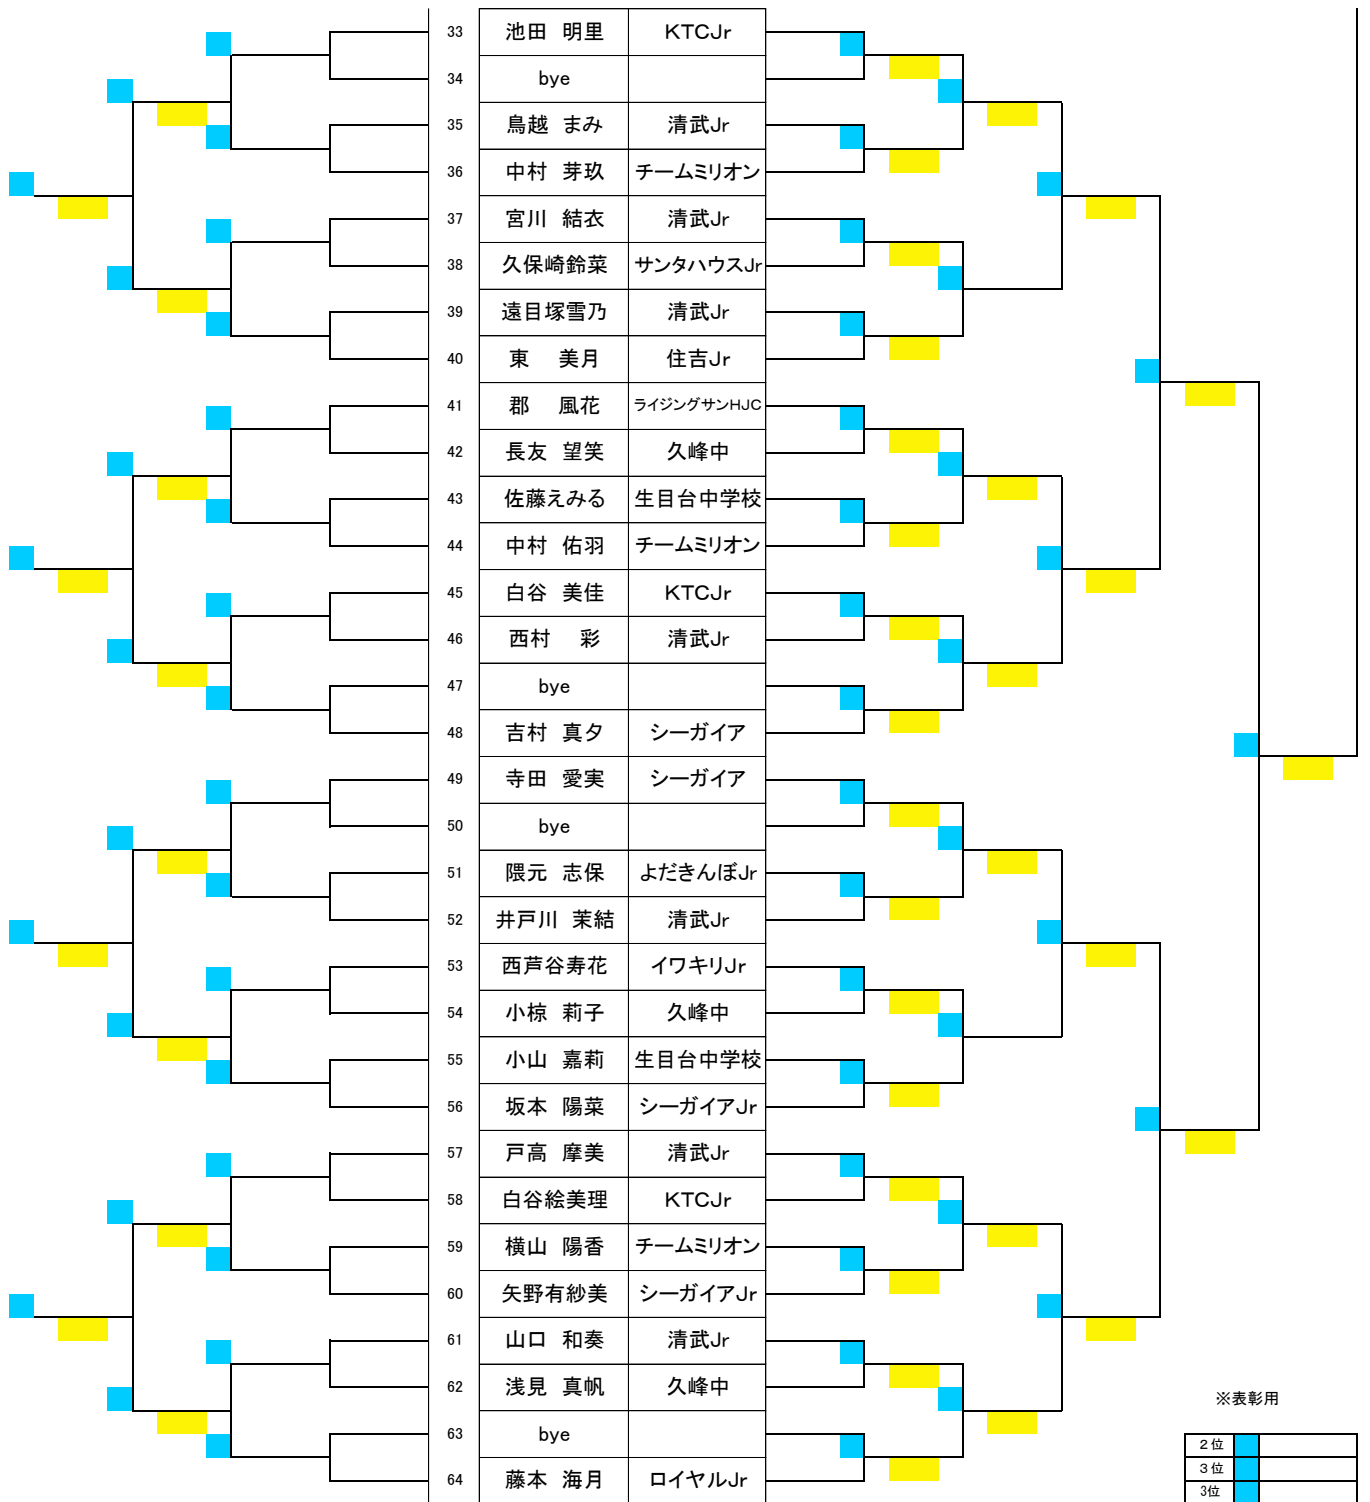 33 池田 明里 KTCJr
34 bye
35 鳥越 まみ 清武Jr
36 中村 芽玖 チームミリオン
37 宮川 結衣 清武Jr
38 久保崎鈴菜 サンタハウスJr
39 遠目塚雪乃 清武Jr
40 東 美月 住吉Jr
41 郡 風花 ライジングサンHJC
42 長友 望笑 久峰中
43 佐藤えみる 生目台中学校
44 中村 佑羽 チームミリオン
45 白谷 美佳 KTCJr
46 西村 彩 清武Jr
47 bye
48 吉村 真夕 シーガイア
49 寺田 愛実 シーガイア
50 bye
51 隈元 志保 よだきんぼJr
52 井戸川 茉結 清武Jr
53 西芦谷寿花 イワキリJr
54 小椋 莉子 久峰中
55 小山 嘉莉 生目台中学校
56 坂本 陽菜 シーガイアJr
57 戸高 摩美 清武Jr
58 白谷絵美理 KTCJr
59 横山 陽香 チームミリオン
60 矢野有紗美 シーガイアJr
61 山口 和奏 清武Jr
62 浅見 真帆 久峰中
63 bye
64 藤本 海月 ロイヤルJr
※表彰用
２位
３位
3位